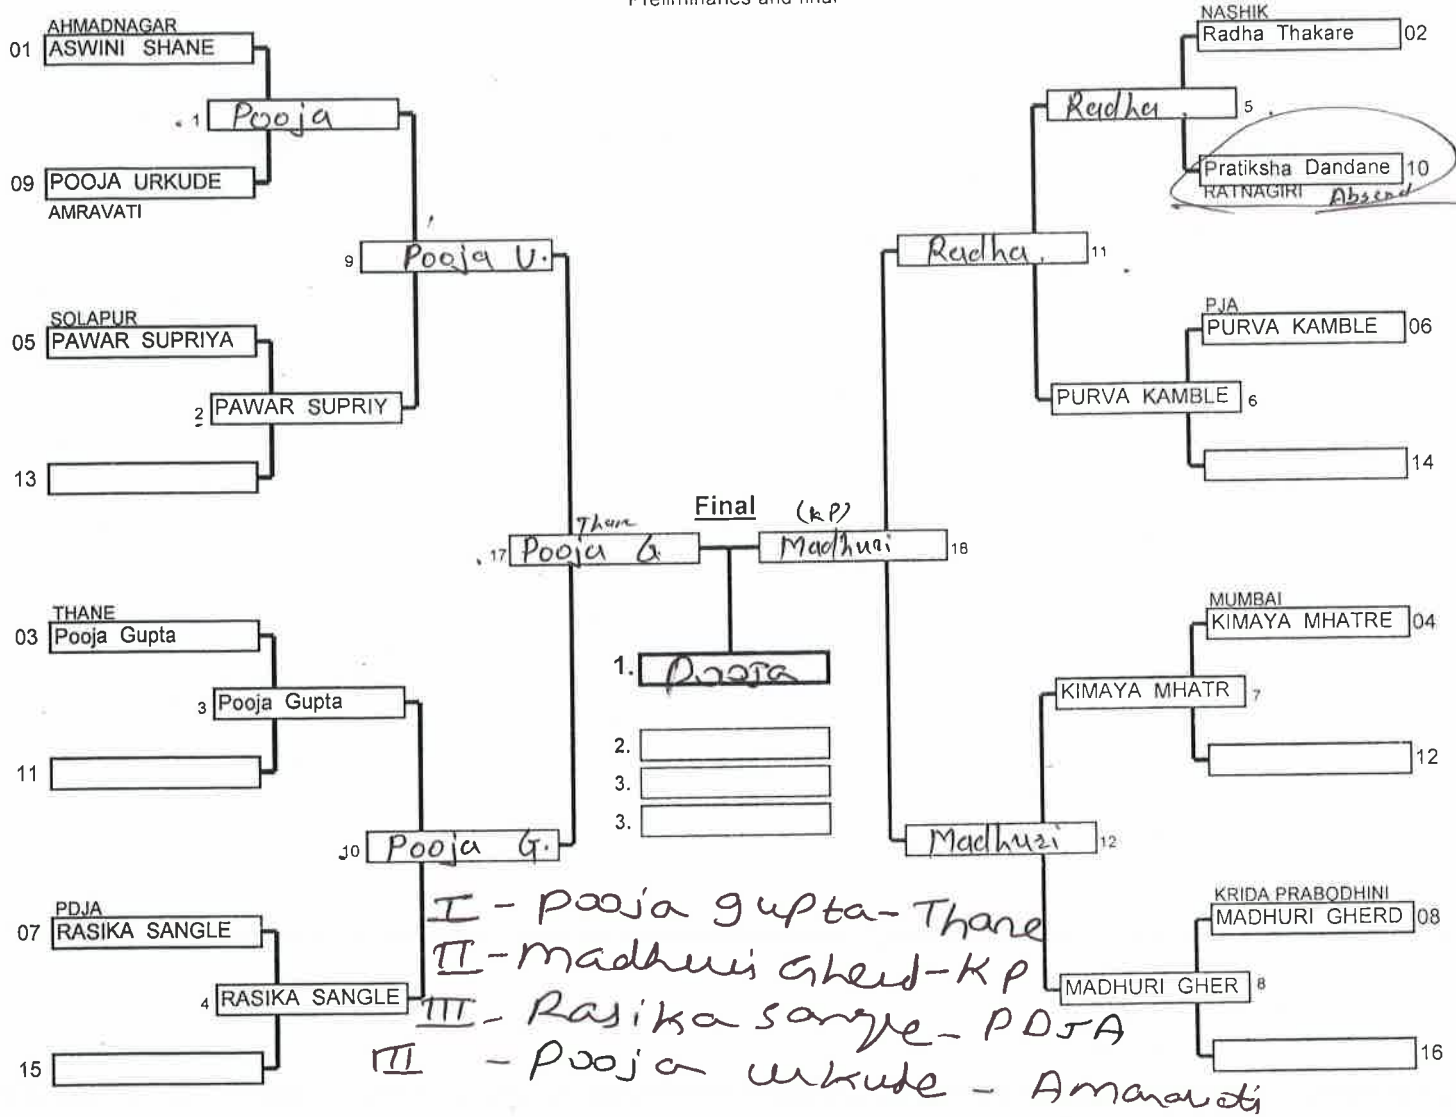 Preliminaries and final
AHMADNAGAR
01 ASWINI SHANE
1 Pooja
09 POOJA URKUDE
AMRAVATI
9 Pooja U.
SOLAPUR
05 PAWAR SUPRIYA
2 PAWAR SUPRIY
13
17 Pooja G.
Thane
THANE
03 Pooja Gupta
3 Pooja Gupta
11
10 Pooja G.
PDJA
07 RASIKA SANGLE
4 RASIKA SANGLE
15
Final
(KP)
Madhuri 18
1. Pooja
2.
3.
3.
NASHIK
Radha Thakare 02
Radha. 5
Pratiksha Dandane 10
RATNAGIRI Absend
Radha. 11
PJA
PURVA KAMBLE 06
PURVA KAMBLE 6
14
MUMBAI
KIMAYA MHATRE 04
KIMAYA MHATR 7
12
Madhuri 12
KRIDA PRABODHINI
MADHURI GHERD 08
MADHURI GHER 8
16
I - Pooja gupta - Thane
II - Madhuri Gherd - KP
III - Rasika Sangle - PDJA
III - Pooja urkude - Amaravati